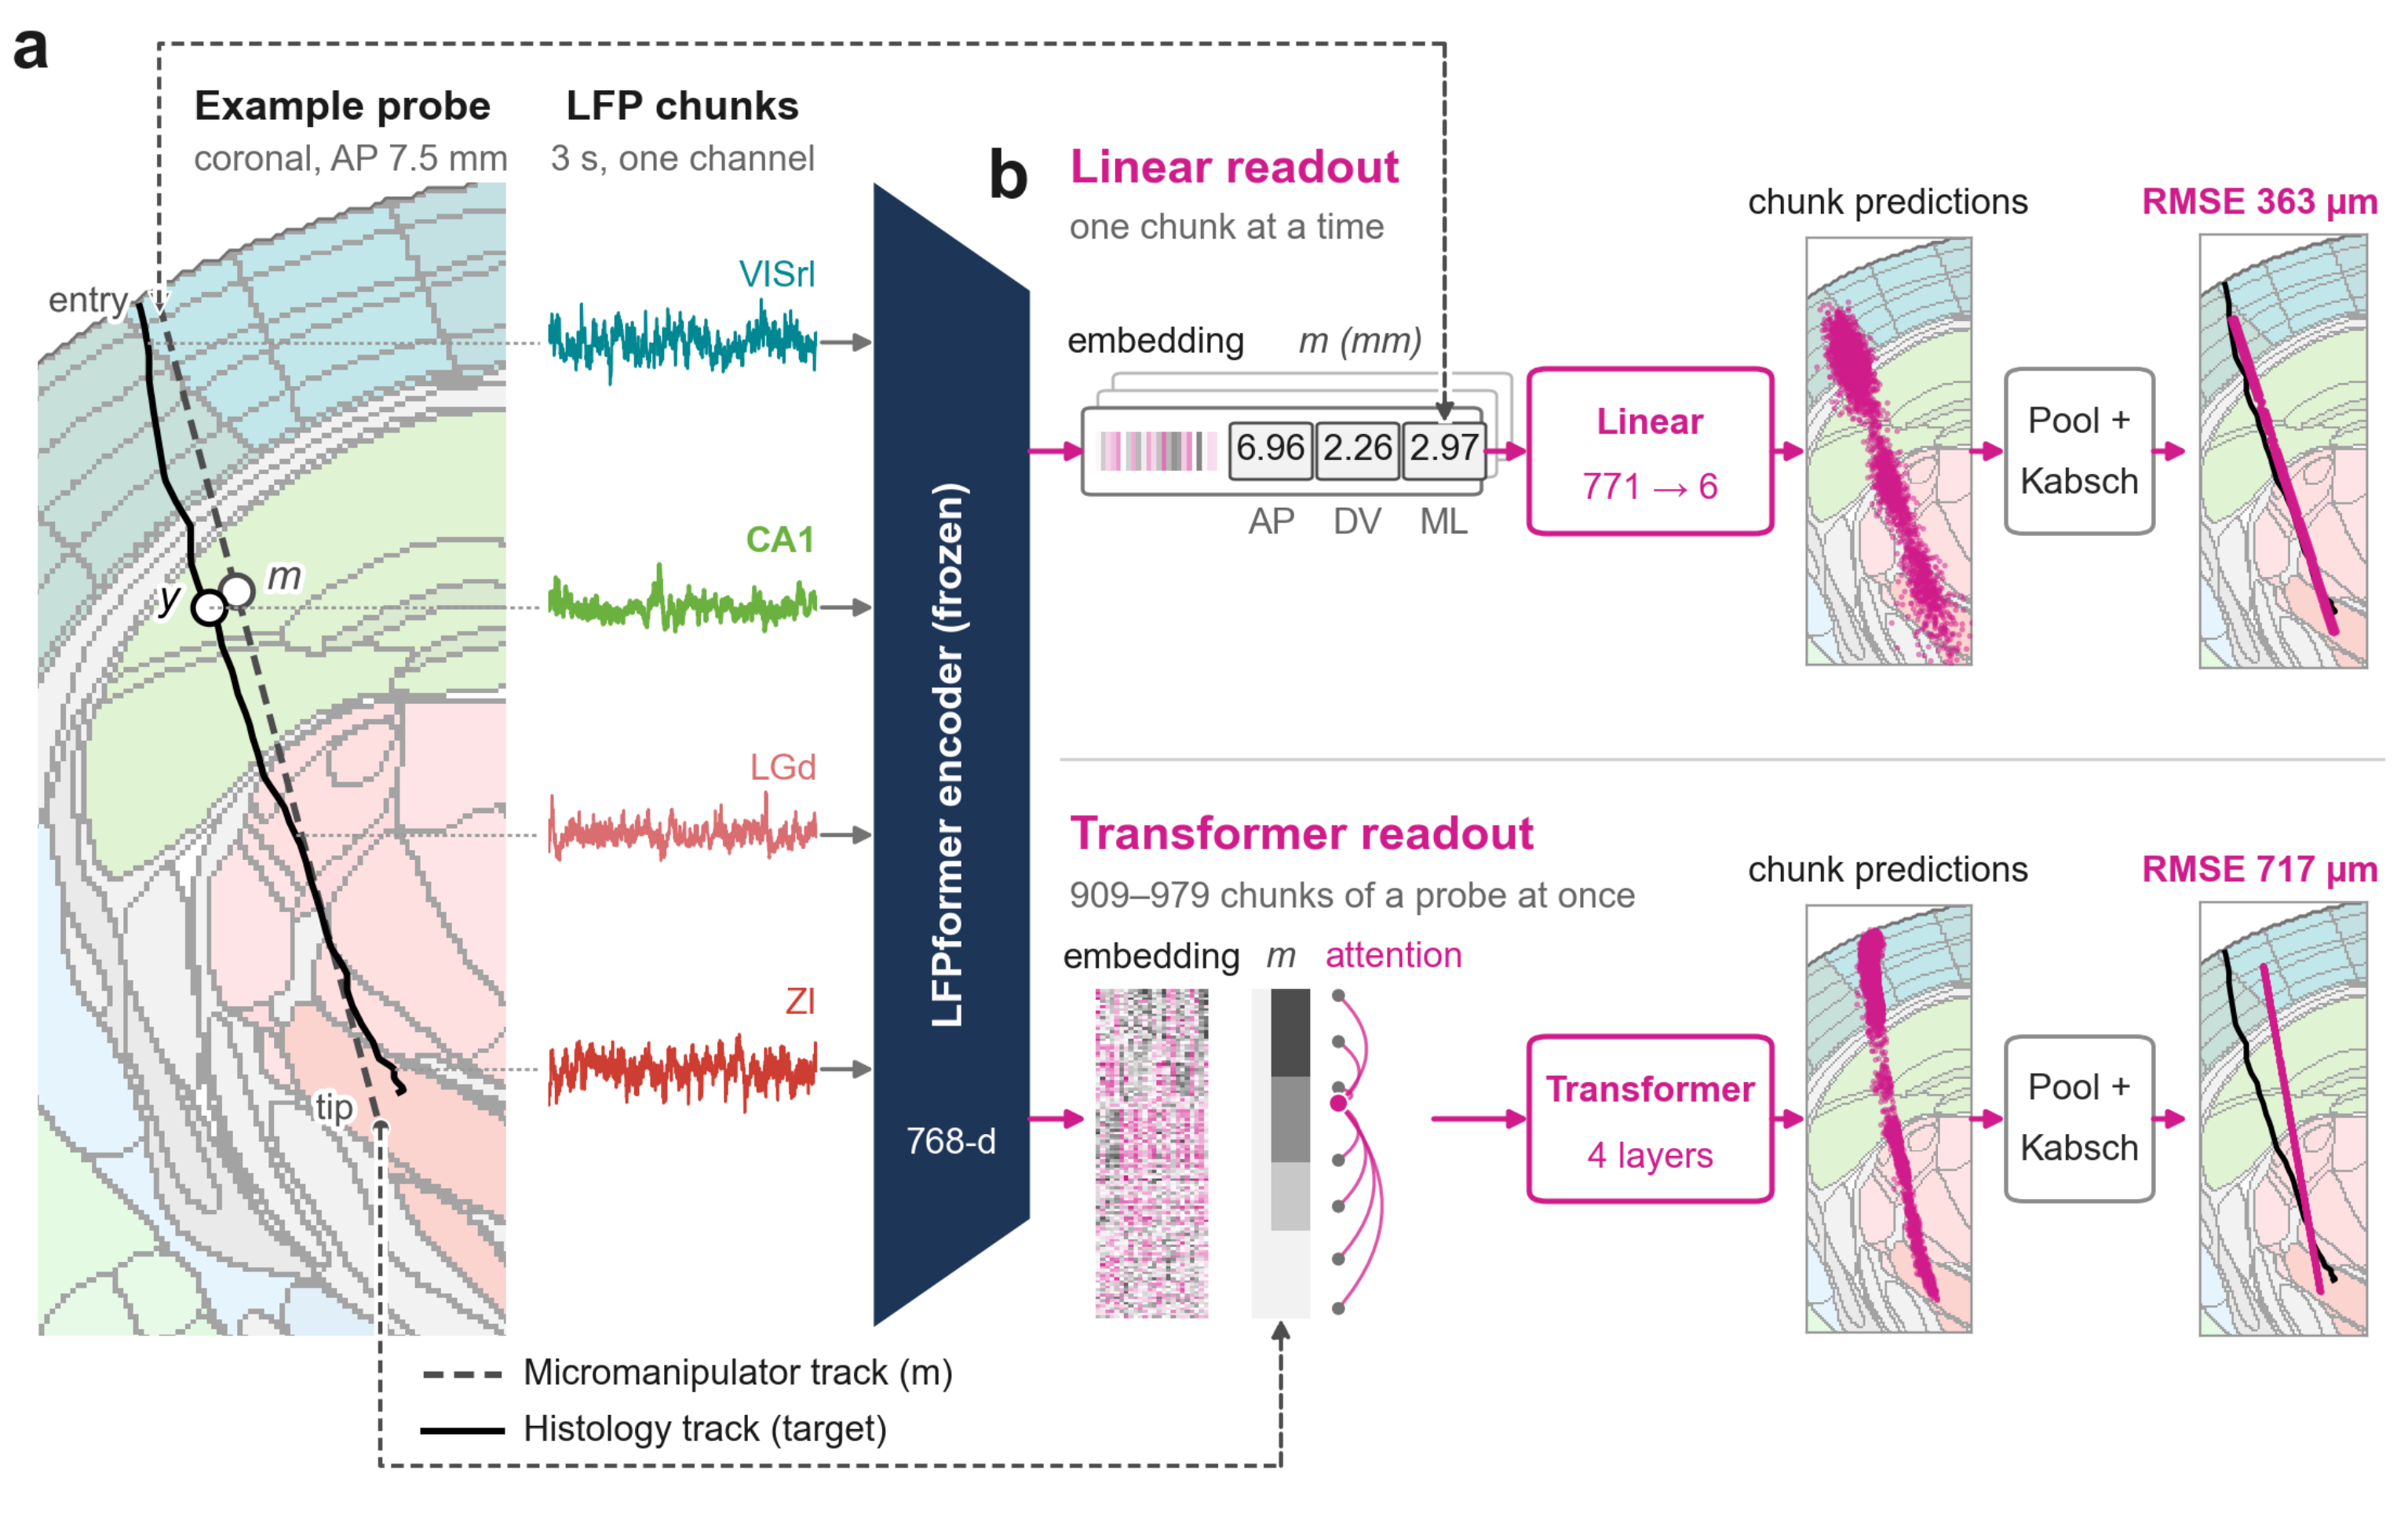 a
Example probe
coronal, AP 7.5 mm
LFP chunks
3 s, one channel
entry
y
m
tip
VISrl
CA1
LGd
ZI
LFPformer encoder (frozen)
768-d
Micromanipulator track (m)
Histology track (target)
b
Linear readout
one chunk at a time
embedding
m (mm)
6.96 2.26 2.97
AP DV ML
Linear
771 → 6
chunk predictions
Pool +
Kabsch
RMSE 363 µm
Transformer readout
909–979 chunks of a probe at once
embedding m attention
Transformer
4 layers
chunk predictions
Pool +
Kabsch
RMSE 717 µm